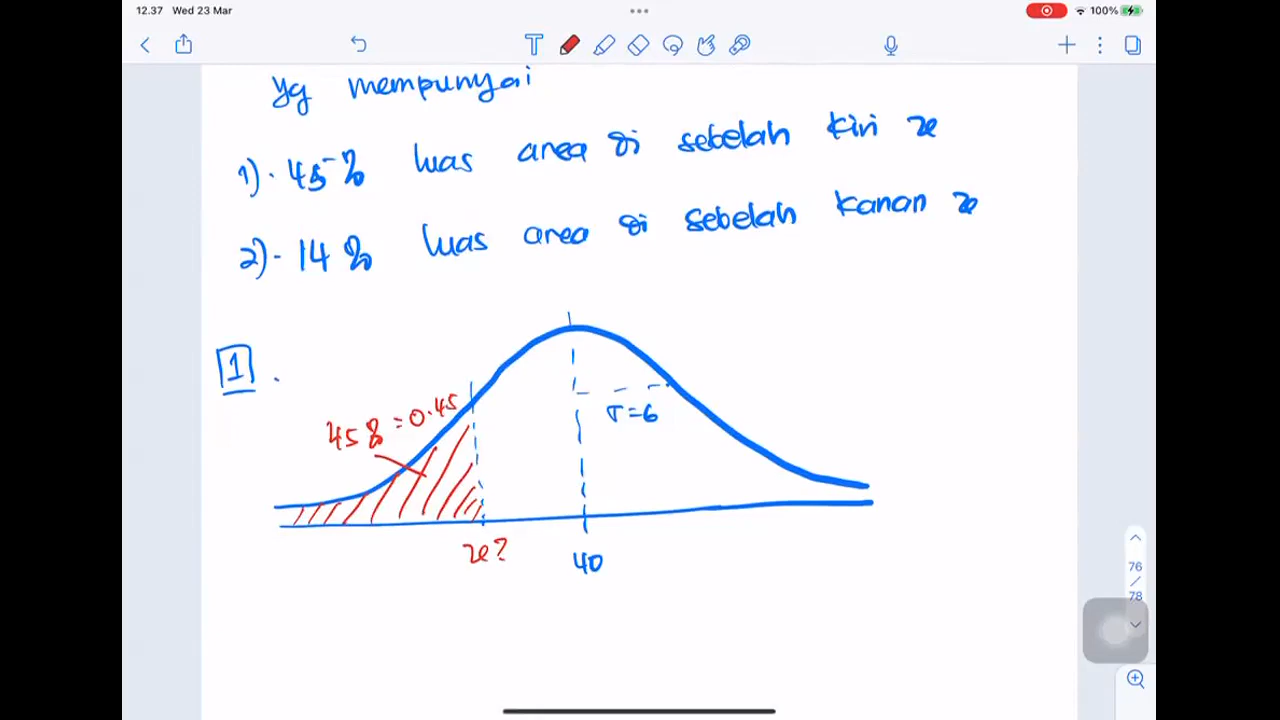 12.37 Wed 23 Mar
100%
yg mempunyai
1). 45% luas area di sebelah kiri x
2). 14% luas area di sebelah kanan x
1.
45% = 0.45
σ=6
x?
40
76
/
78